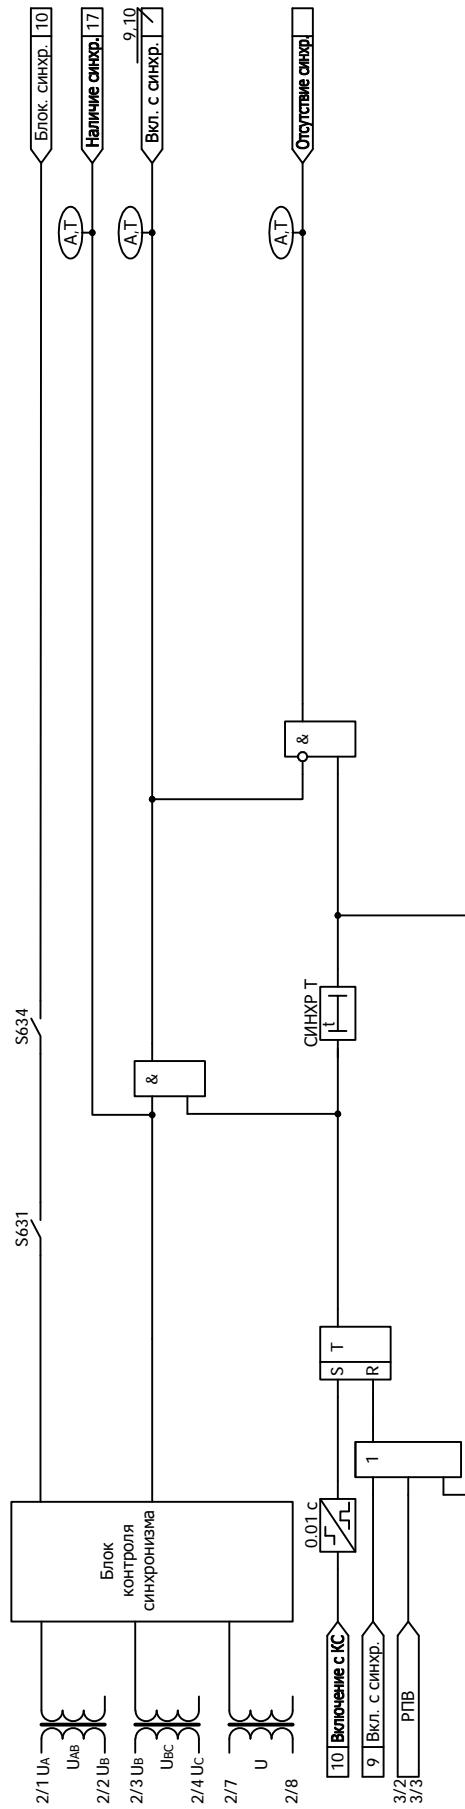 2/1 UA
UAB
2/2 UB
2/3 UB
UBC
2/4 UC
2/7
U
2/8
Блок
контроля
синхронизма
S631
S634
Блок. синхр. 10
Наличие синхр. 17
9,10
Вкл. с синхр.
А,Т
А,Т
А,Т
Отсутствие синхр.
&
&
СИНХР Т
t
10 Включение с КС
0.01 с
S T
R
9 Вкл. с синхр.
1
3/2
3/3
РПВ